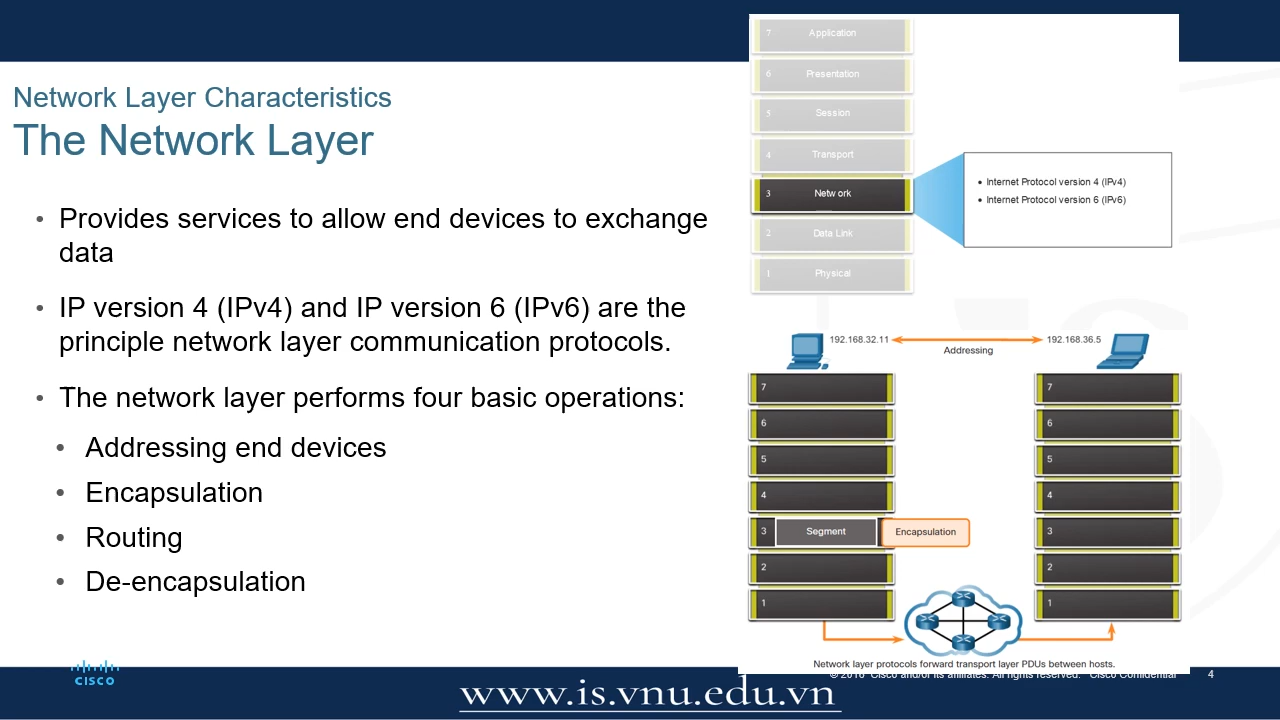 Network Layer Characteristics
The Network Layer
• Provides services to allow end devices to exchange
data
• IP version 4 (IPv4) and IP version 6 (IPv6) are the
principle network layer communication protocols.
• The network layer performs four basic operations:
• Addressing end devices
• Encapsulation
• Routing
• De-encapsulation
7 Application
6 Presentation
5 Session
4 Transport
3 Network
2 Data Link
1 Physical
• Internet Protocol version 4 (IPv4)
• Internet Protocol version 6 (IPv6)
192.168.32.11
Addressing
192.168.36.5
7
6
5
4
3 Segment
Encapsulation
2
1
7
6
5
4
3
2
1
Network layer protocols forward transport layer PDUs between hosts.
CISCO
© 2016 Cisco and/or its affiliates. All rights reserved. Cisco Confidential
4
www.is.vnu.edu.vn